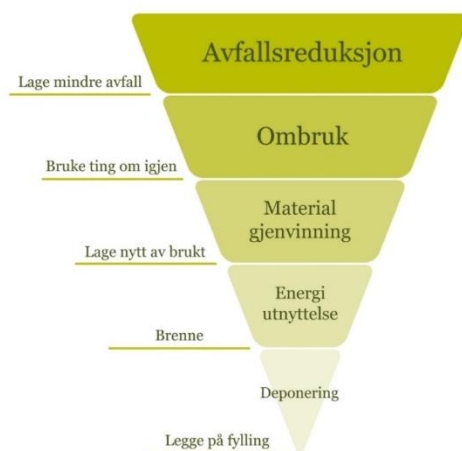 Avfallsreduksjon
Lage mindre avfall
Ombruk
Bruke ting om igjen
Material
gjenvinning
Lage nytt av brukt
Energi
utnyttelse
Brenne
Deponering
Legge på fylling